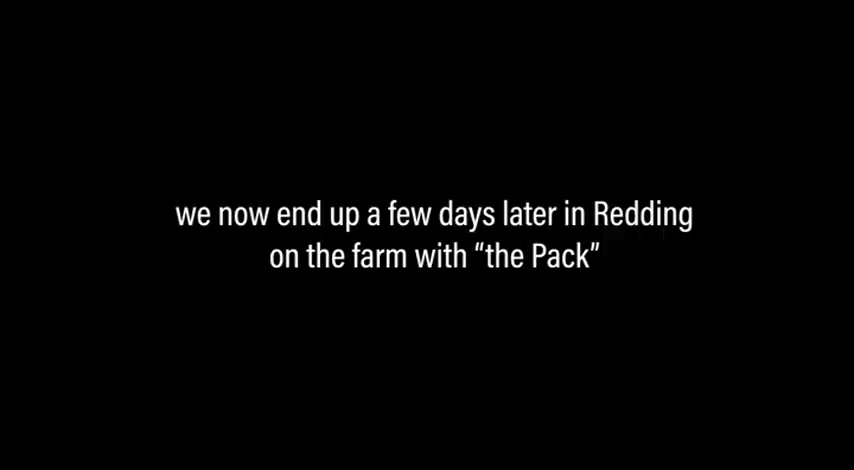 we now end up a few days later in Redding
on the farm with “the Pack”